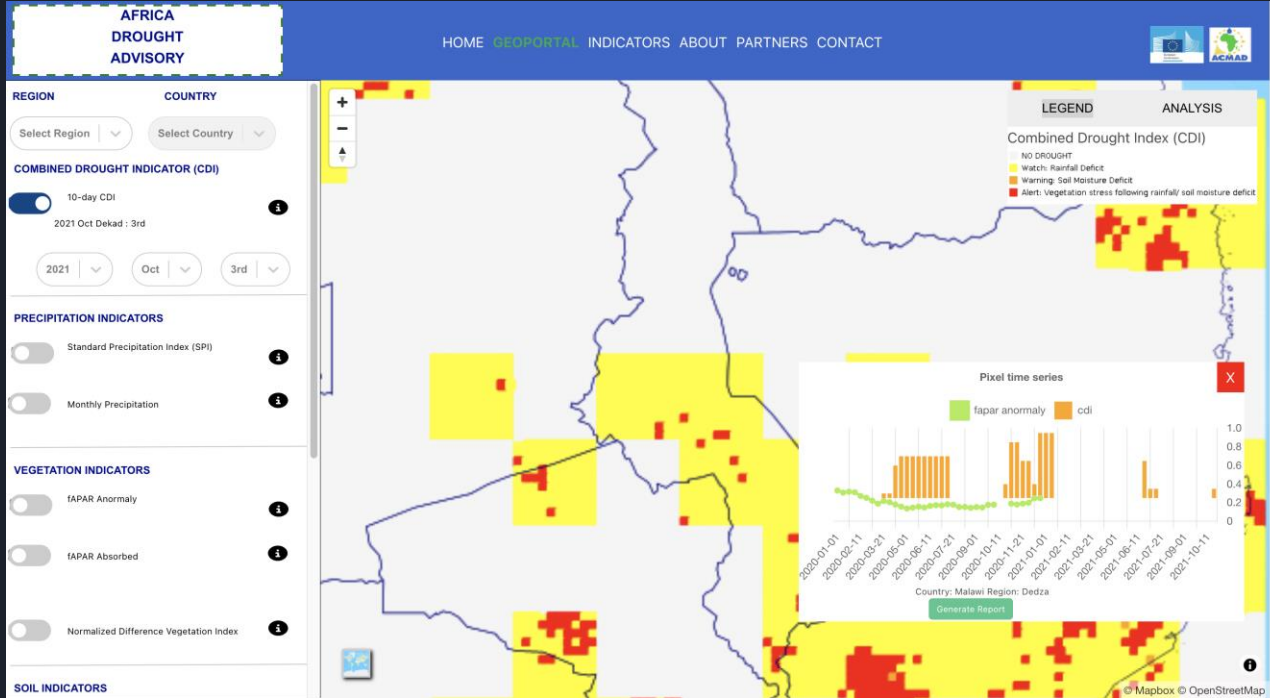 AFRICA
DROUGHT
ADVISORY
HOME GEOPORTAL INDICATORS ABOUT PARTNERS CONTACT
ACMAD
REGION COUNTRY
Select Region Select Country
COMBINED DROUGHT INDICATOR (CDI)
10-day CDI
2021 Oct Dekad : 3rd
2021 Oct 3rd
PRECIPITATION INDICATORS
Standard Precipitation Index (SPI)
Monthly Precipitation
VEGETATION INDICATORS
fAPAR Anormaly
fAPAR Absorbed
Normalized Difference Vegetation Index
SOIL INDICATORS
LEGEND ANALYSIS
Combined Drought Index (CDI)
NO DROUGHT
Watch: Rainfall Deficit
Warning: Soil Moisture Deficit
Alert: Vegetation stress following rainfall/ soil moisture deficit
Pixel time series
X
fapar anormaly cdi
1.0
0.8
0.6
0.4
0.2
0
2020-01-01
2020-02-11
2020-03-21
2020-05-01
2020-06-11
2020-07-21
2020-09-01
2020-10-11
2020-11-21
2021-01-01
2021-02-11
2021-03-21
2021-05-01
2021-06-11
2021-07-21
2021-09-01
2021-10-11
Country: Malawi Region: Dedza
Generate Report
© Mapbox © OpenStreetMap